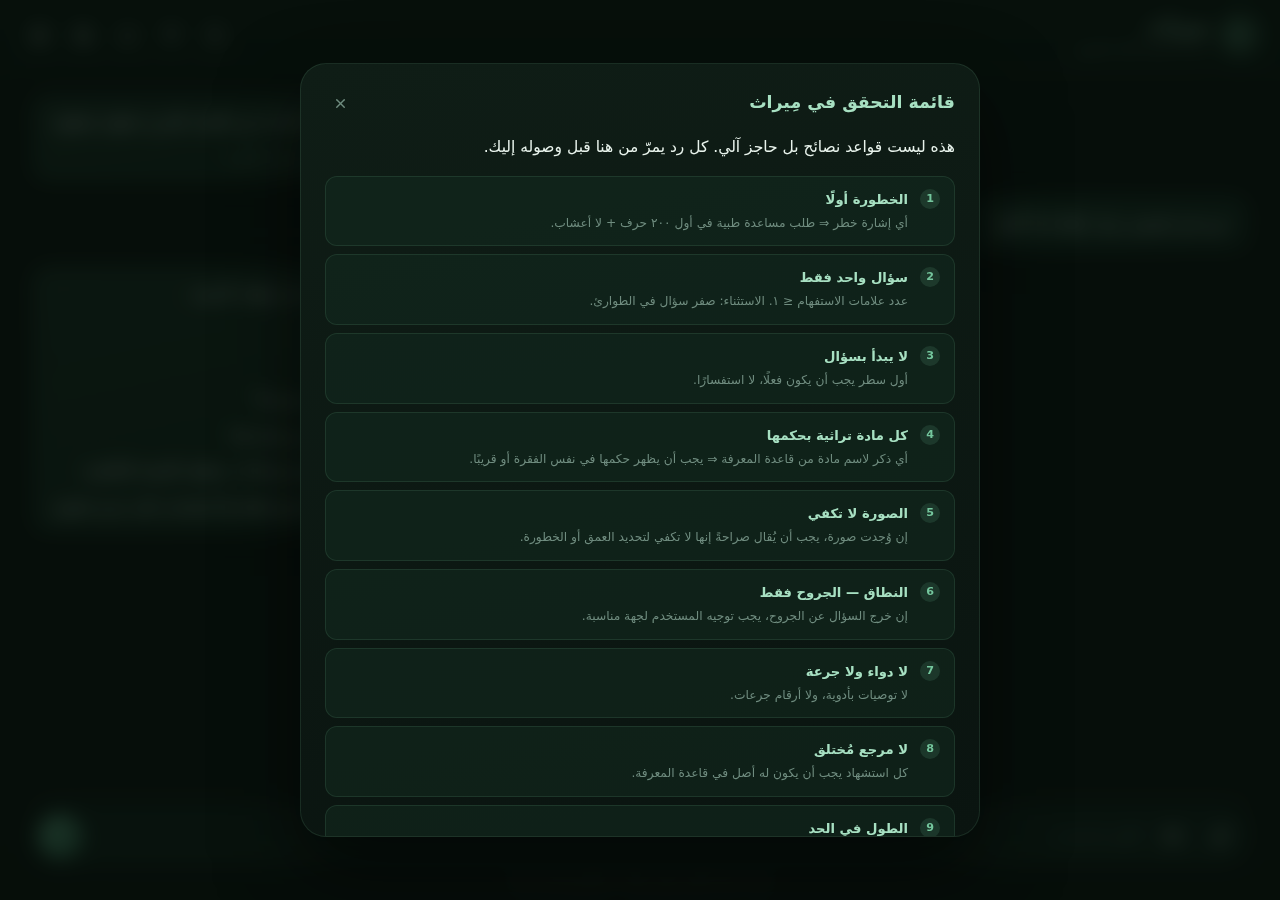 قائمة التحقق في مِيراث
×
هذه ليست قواعد نصائح بل حاجز آلي. كل رد يمرّ من هنا قبل وصوله إليك.
1 الخطورة أولًا
أي إشارة خطر ⇒ طلب مساعدة طبية في أول ٢٠٠ حرف + لا أعشاب.
2 سؤال واحد فقط
عدد علامات الاستفهام ≤ ١. الاستثناء: صفر سؤال في الطوارئ.
3 لا يبدأ بسؤال
أول سطر يجب أن يكون فعلًا، لا استفسارًا.
4 كل مادة تراثية بحكمها
أي ذكر لاسم مادة من قاعدة المعرفة ⇒ يجب أن يظهر حكمها في نفس الفقرة أو قريبًا.
5 الصورة لا تكفي
إن وُجدت صورة، يجب أن يُقال صراحةً إنها لا تكفي لتحديد العمق أو الخطورة.
6 النطاق — الجروح فقط
إن خرج السؤال عن الجروح، يجب توجيه المستخدم لجهة مناسبة.
7 لا دواء ولا جرعة
لا توصيات بأدوية، ولا أرقام جرعات.
8 لا مرجع مُختلق
كل استشهاد يجب أن يكون له أصل في قاعدة المعرفة.
9 الطول في الحد